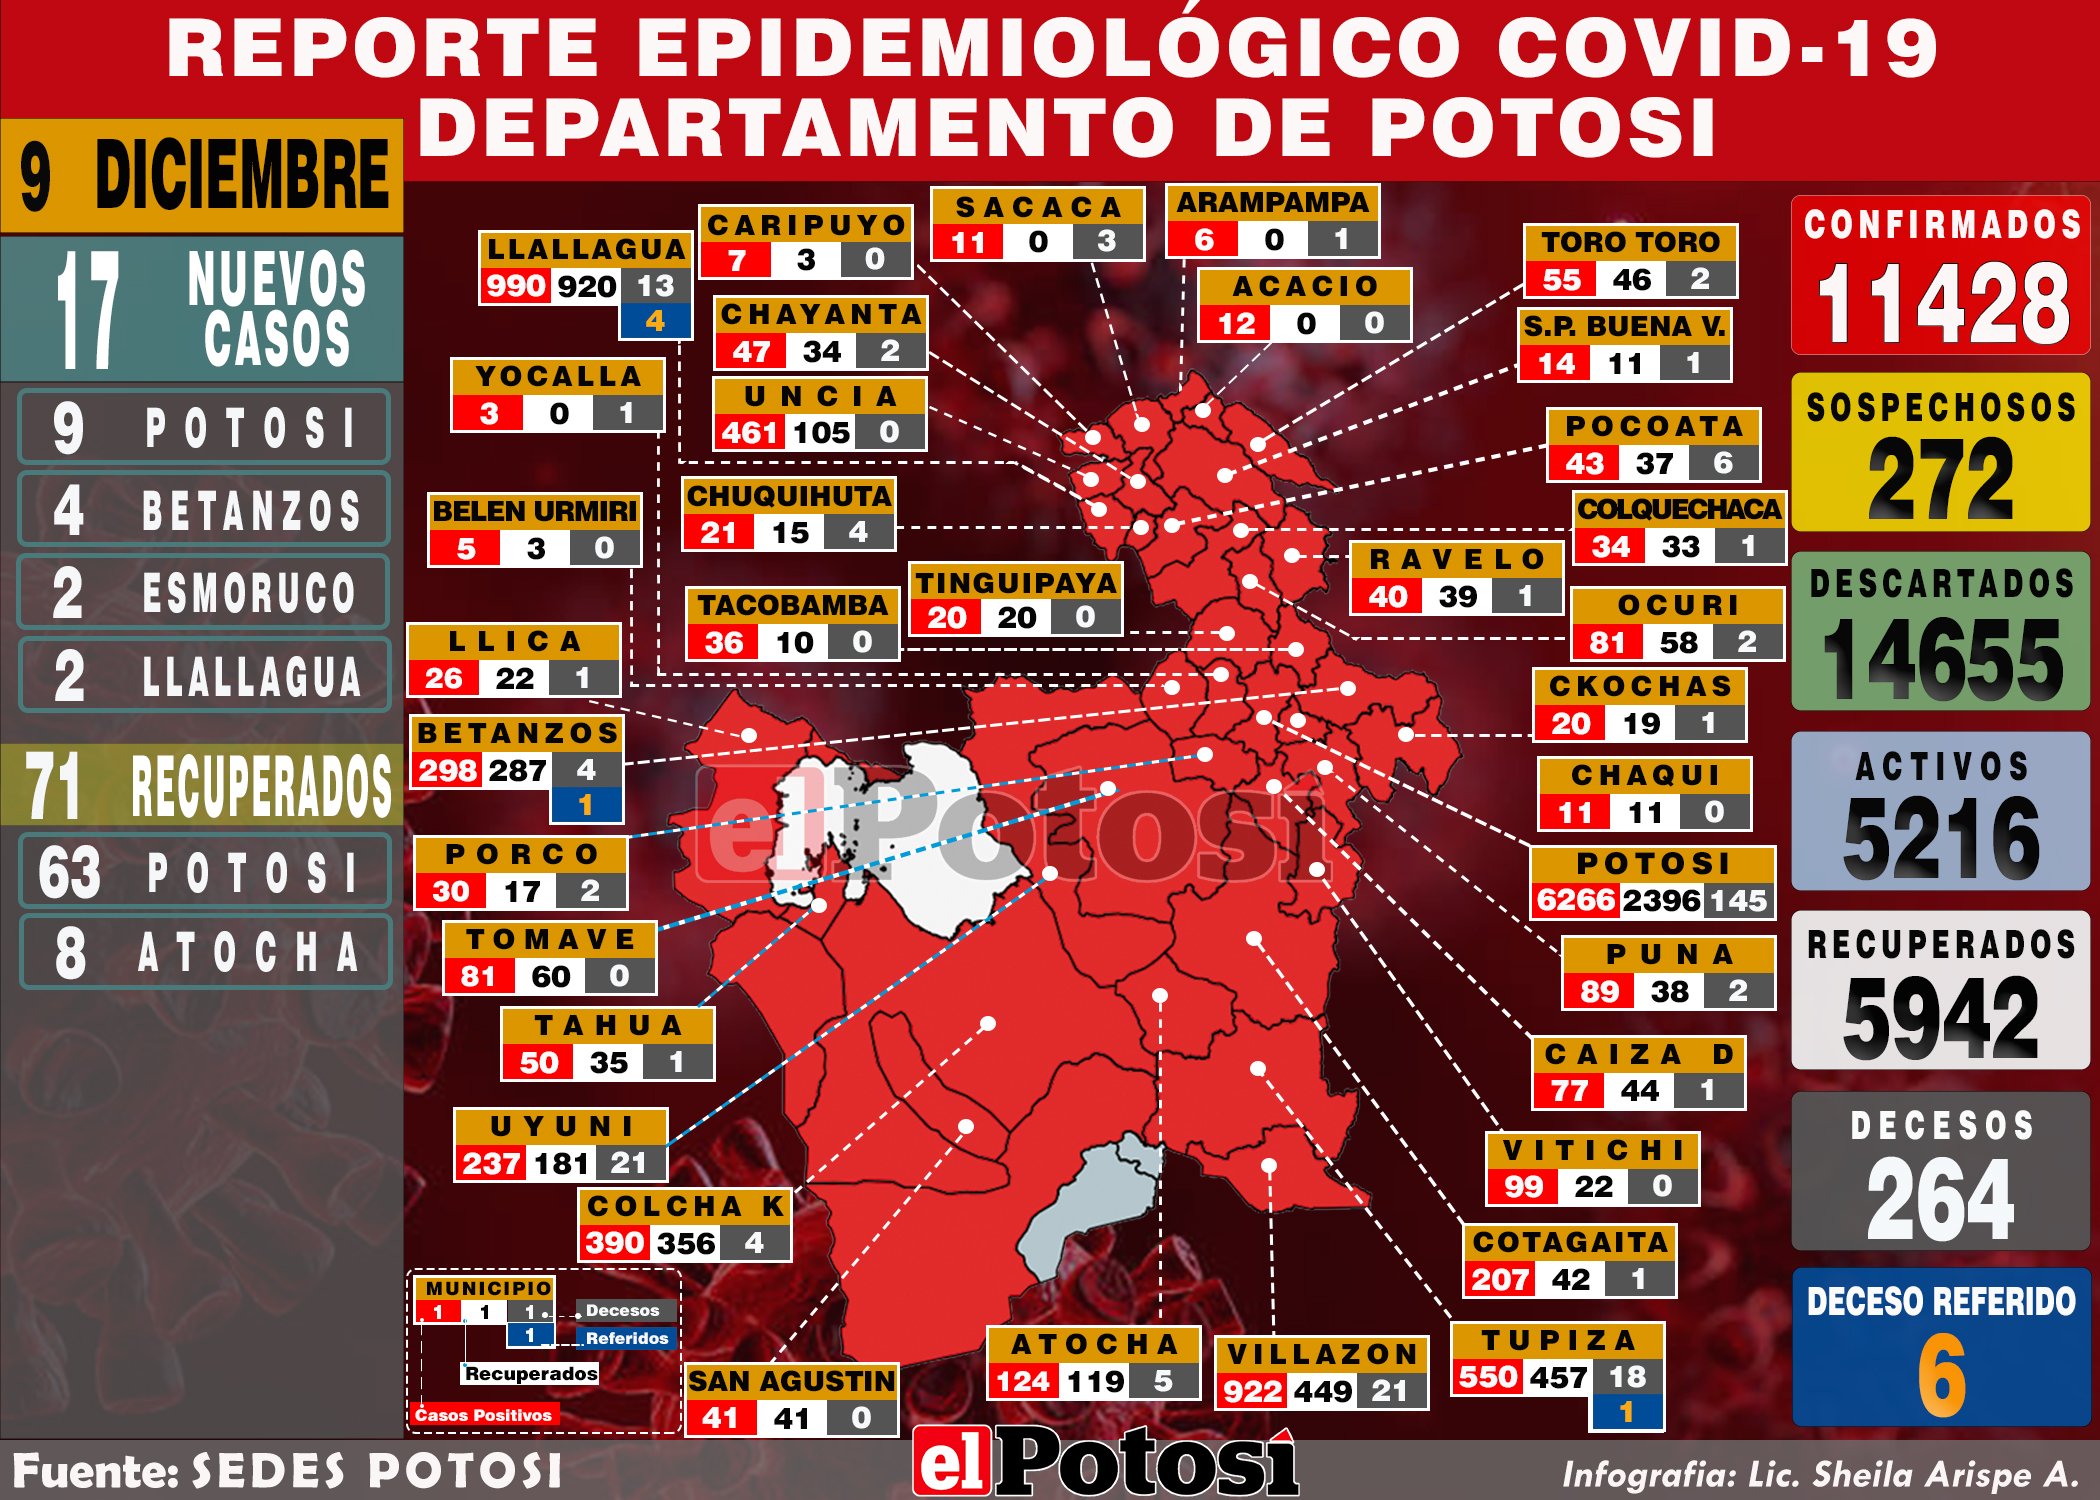 REPORTE EPIDEMIOLÓGICO COVID-19
DEPARTAMENTO DE POTOSI
9 DICIEMBRE
17 NUEVOS
CASOS
9 POTOSI
4 BETANZOS
2 ESMORUCO
2 LLALLAGUA
71 RECUPERADOS
63 POTOSI
8 ATOCHA
LLALLAGUA
990 920 13
4
CARIPUYO
7 3 0
SACACA
11 0 3
ARAMPAMPA
6 0 1
ACACIO
12 0 0
TORO TORO
55 46 2
S.P. BUENA V.
14 11 1
CHAYANTA
47 34 2
YOCALLA
3 0 1
UNCIA
461 105 0
POCOATA
43 37 6
CHUQUIHUTA
21 15 4
BELEN URMIRI
5 3 0
COLQUECHACA
34 33 1
RAVELO
40 39 1
TINGUIPAYA
20 20 0
TACOBAMBA
36 10 0
OCURI
81 58 2
LLICA
26 22 1
CKOCHAS
20 19 1
BETANZOS
298 287 4
1
CHAQUI
11 11 0
PORCO
30 17 2
POTOSI
6266 2396 145
TOMAVE
81 60 0
PUNA
89 38 2
TAHUA
50 35 1
CAIZA D
77 44 1
UYUNI
237 181 21
VITICHI
99 22 0
COLCHA K
390 356 4
COTAGAITA
207 42 1
SAN AGUSTIN
41 41 0
ATOCHA
124 119 5
VILLAZON
922 449 21
TUPIZA
550 457 18
1
el Potosí
MUNICIPIO
1 1 1 Decesos
1 Referidos
Recuperados
Casos Positivos
CONFIRMADOS
11428
SOSPECHOSOS
272
DESCARTADOS
14655
ACTIVOS
5216
RECUPERADOS
5942
DECESOS
264
DECESO REFERIDO
6
Fuente: SEDES POTOSI
el Potosí
Infografia: Lic. Sheila Arispe A.